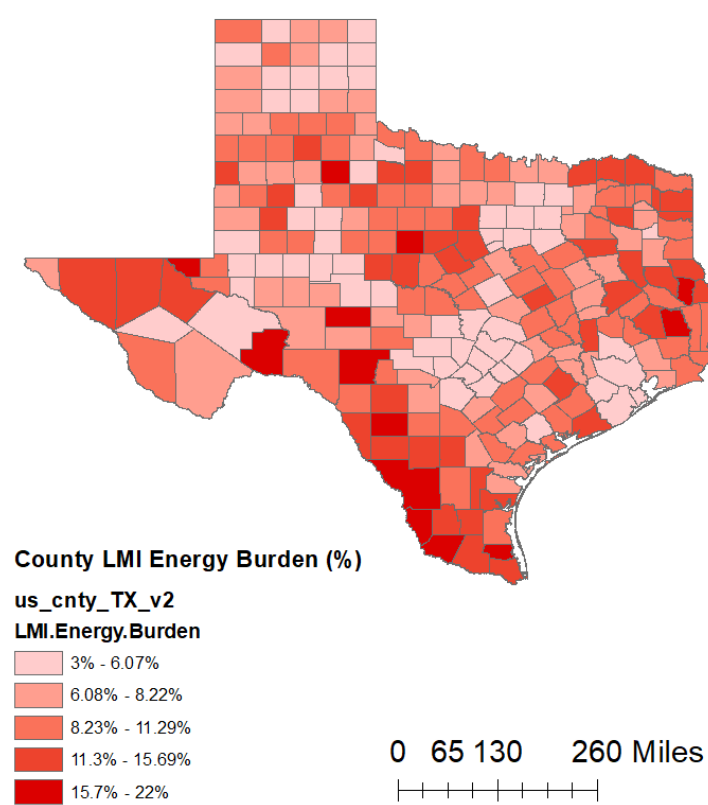 County LMI Energy Burden (%)
us_cnty_TX_v2
LMI.Energy.Burden
3% - 6.07%
6.08% - 8.22%
8.23% - 11.29%
11.3% - 15.69%
15.7% - 22%
0 65 130 260 Miles